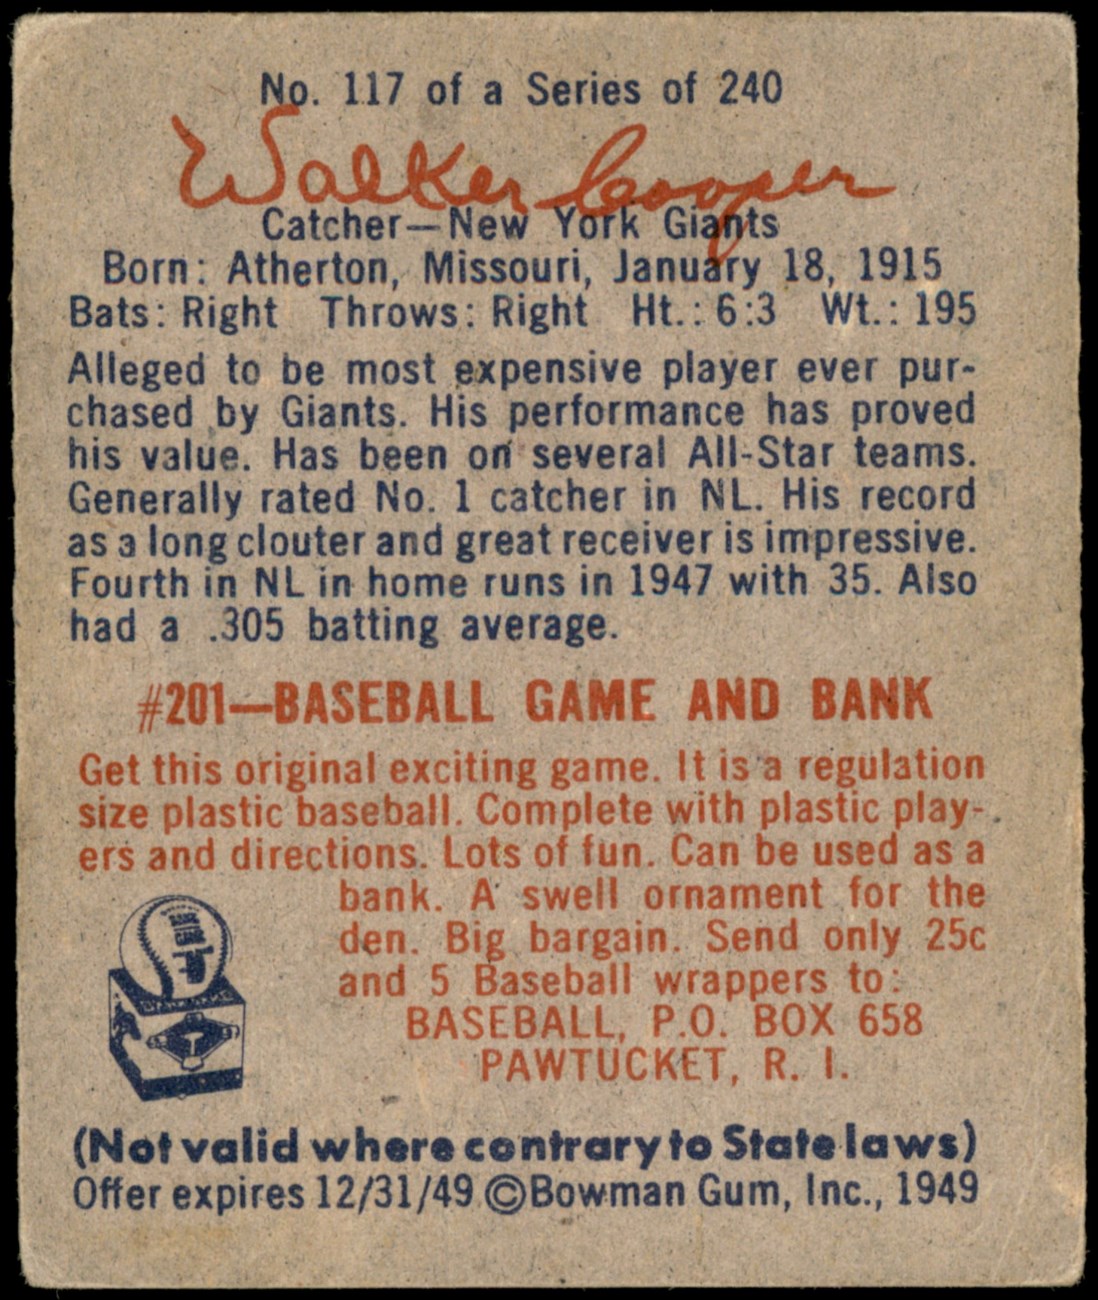 No. 117 of a Series of 240
Walker Cooper
Catcher—New York Giants
Born: Atherton, Missouri, January 18, 1915
Bats: Right Throws: Right Ht.: 6:3 Wt.: 195
Alleged to be most expensive player ever pur-
chased by Giants. His performance has proved
his value. Has been on several All-Star teams.
Generally rated No. 1 catcher in NL. His record
as a long clouter and great receiver is impressive.
Fourth in NL in home runs in 1947 with 35. Also
had a .305 batting average.
#201—BASEBALL GAME AND BANK
Get this original exciting game. It is a regulation
size plastic baseball. Complete with plastic play-
ers and directions. Lots of fun. Can be used as a
bank. A swell ornament for the
den. Big bargain. Send only 25c
and 5 Baseball wrappers to:
BASEBALL, P.O. BOX 658
PAWTUCKET, R. I.
BANK
GAME
(Not valid where contrary to State laws)
Offer expires 12/31/49 ©Bowman Gum, Inc., 1949